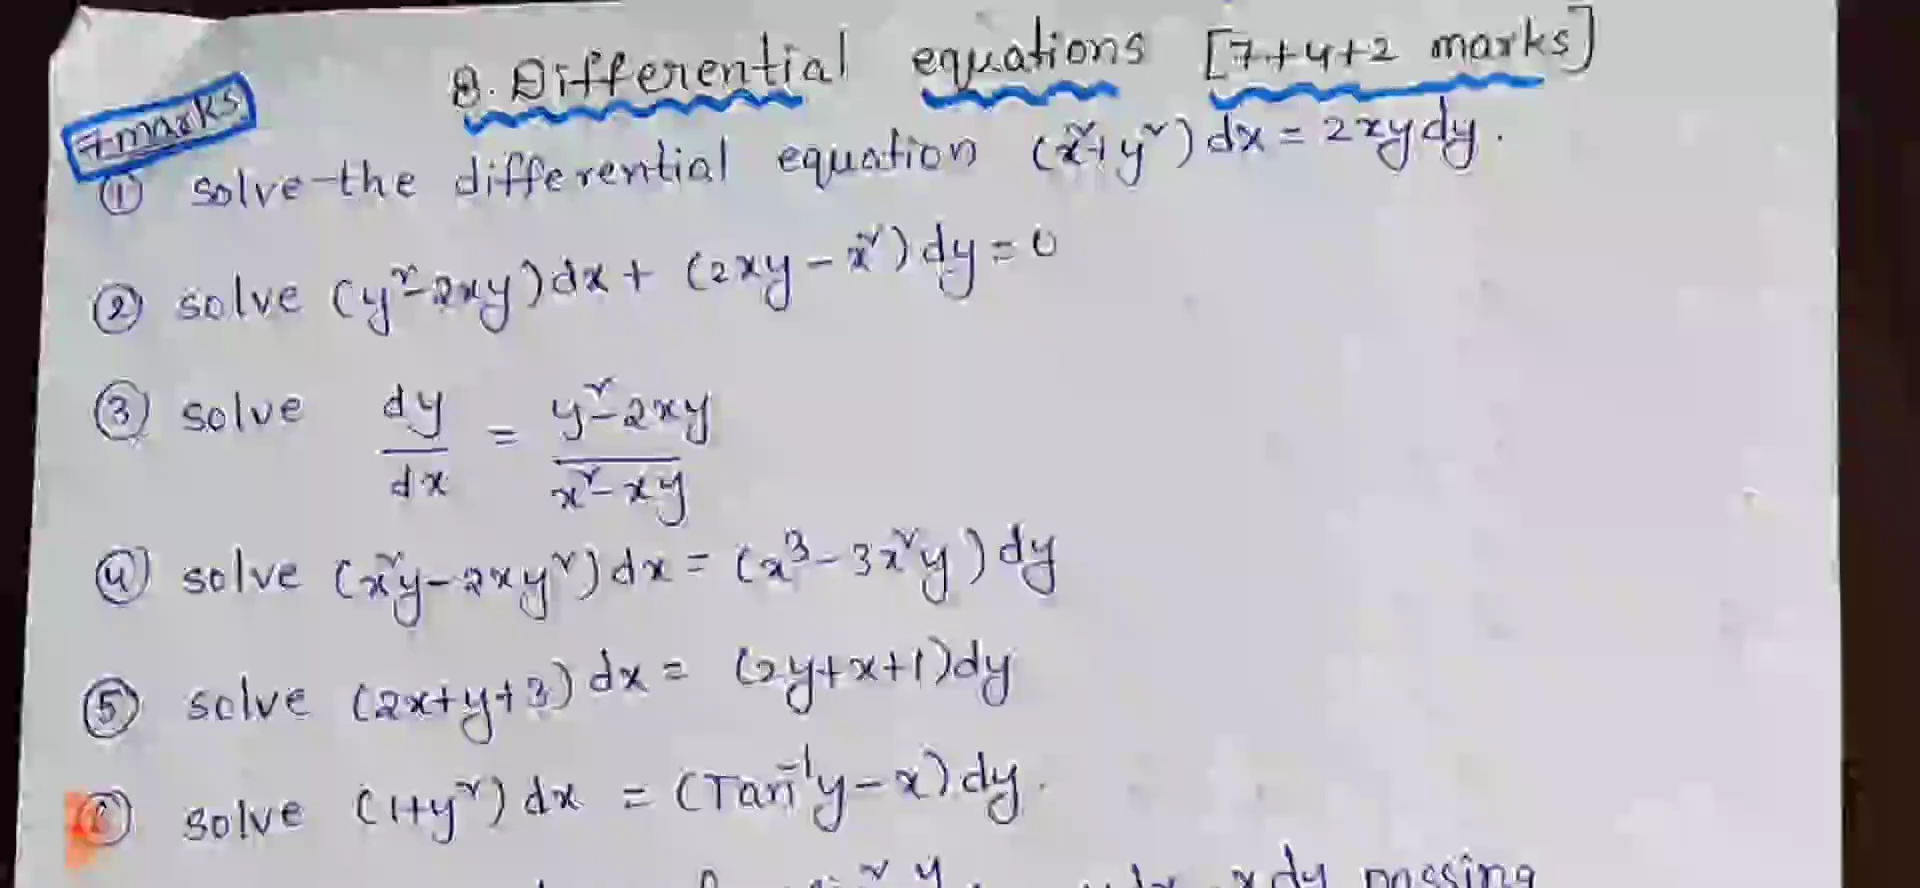 8. Differential equations [7+4+2 marks]
7 marks
① solve the differential equation (x²+y²)dx = 2xydy.
② solve (y²-2xy)dx + (2xy-x²)dy=0
③ solve dy/dx = y²-2xy/x²-xy
④ solve (x²y-2xy²)dx = (x³-3x²y)dy
⑤ solve (2x+y+3)dx = (2y+x+1)dy
⑥ solve (1+y²)dx = (Tan⁻¹y-x)dy.
passing